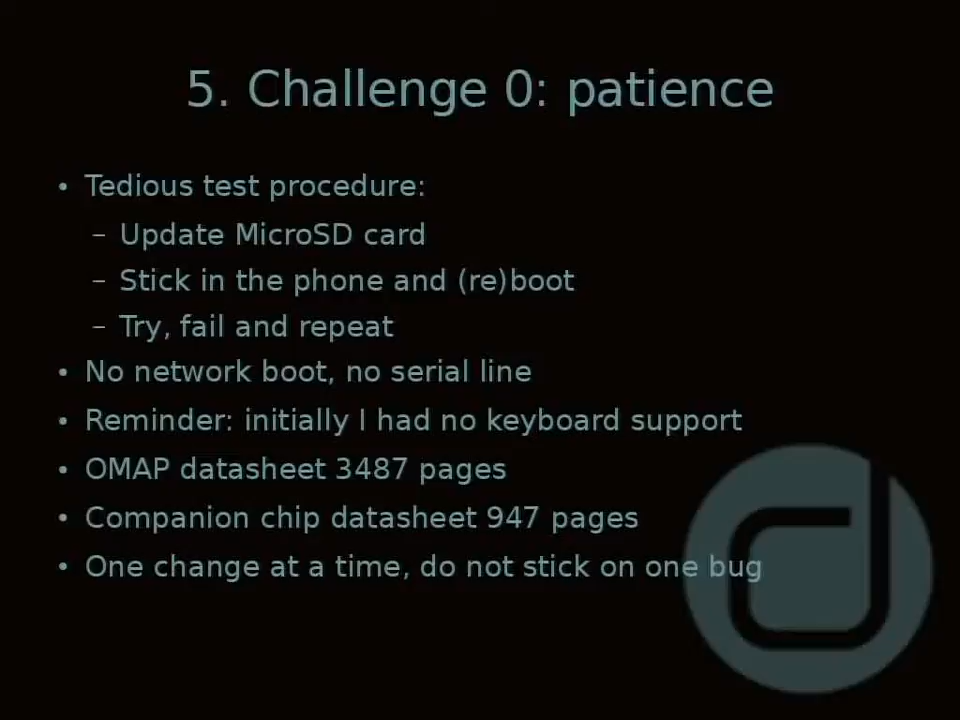 5. Challenge 0: patience
• Tedious test procedure:
– Update MicroSD card
– Stick in the phone and (re)boot
– Try, fail and repeat
• No network boot, no serial line
• Reminder: initially I had no keyboard support
• OMAP datasheet 3487 pages
• Companion chip datasheet 947 pages
• One change at a time, do not stick on one bug